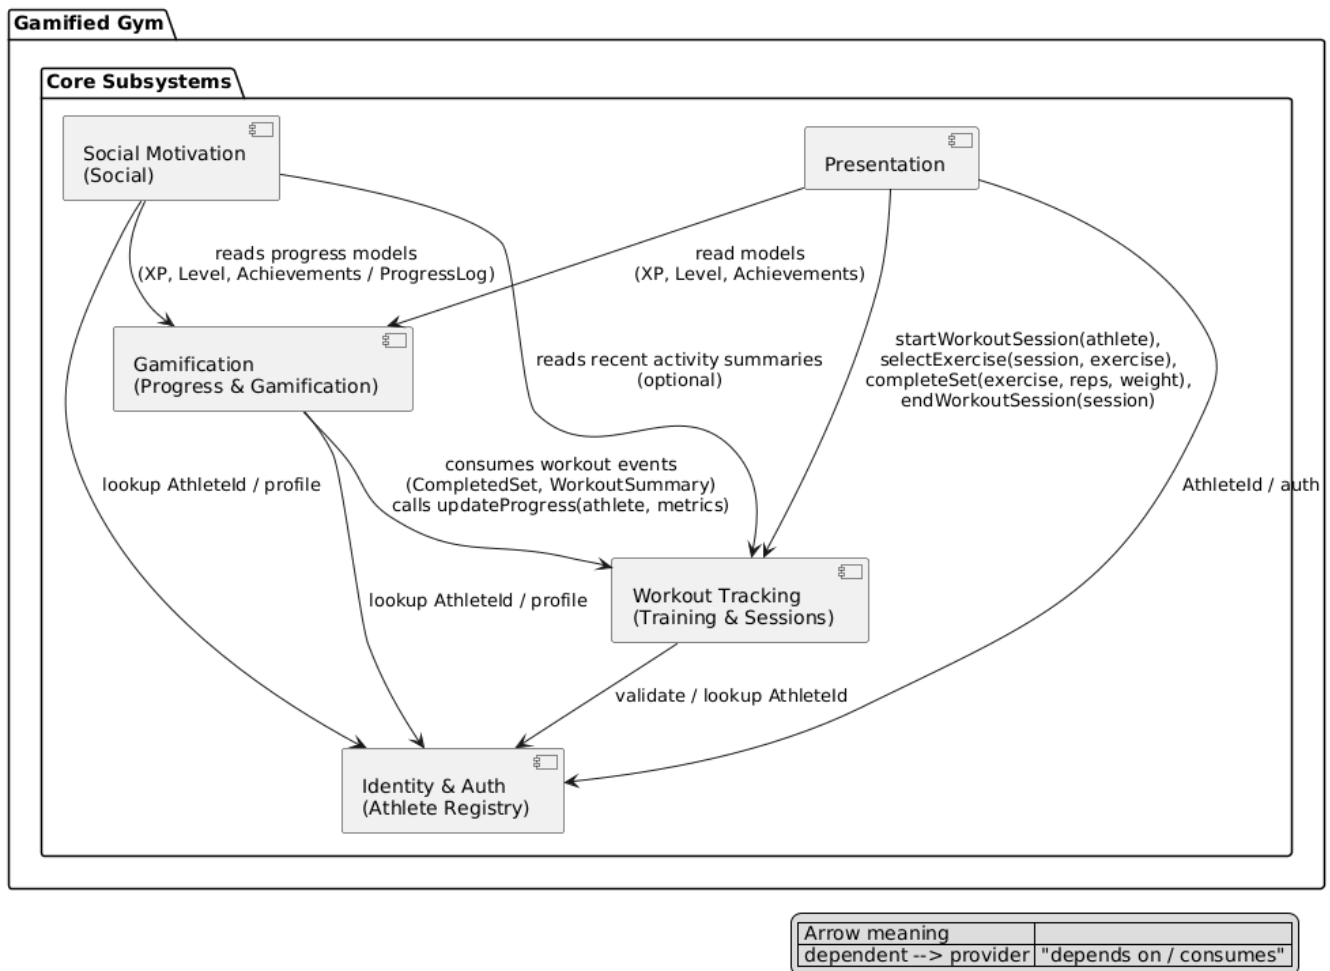 Gamified Gym
Core Subsystems
Social Motivation
(Social)
Presentation
reads progress models
(XP, Level, Achievements / ProgressLog)
read models
(XP, Level, Achievements)
Gamification
(Progress & Gamification)
reads recent activity summaries
(optional)
startWorkoutSession(athlete),
selectExercise(session, exercise),
completeSet(exercise, reps, weight),
endWorkoutSession(session)
lookup AthleteId / profile
consumes workout events
(CompletedSet, WorkoutSummary)
calls updateProgress(athlete, metrics)
AthleteId / auth
lookup AthleteId / profile
Workout Tracking
(Training & Sessions)
validate / lookup AthleteId
Identity & Auth
(Athlete Registry)
Arrow meaning
dependent --> provider "depends on / consumes"